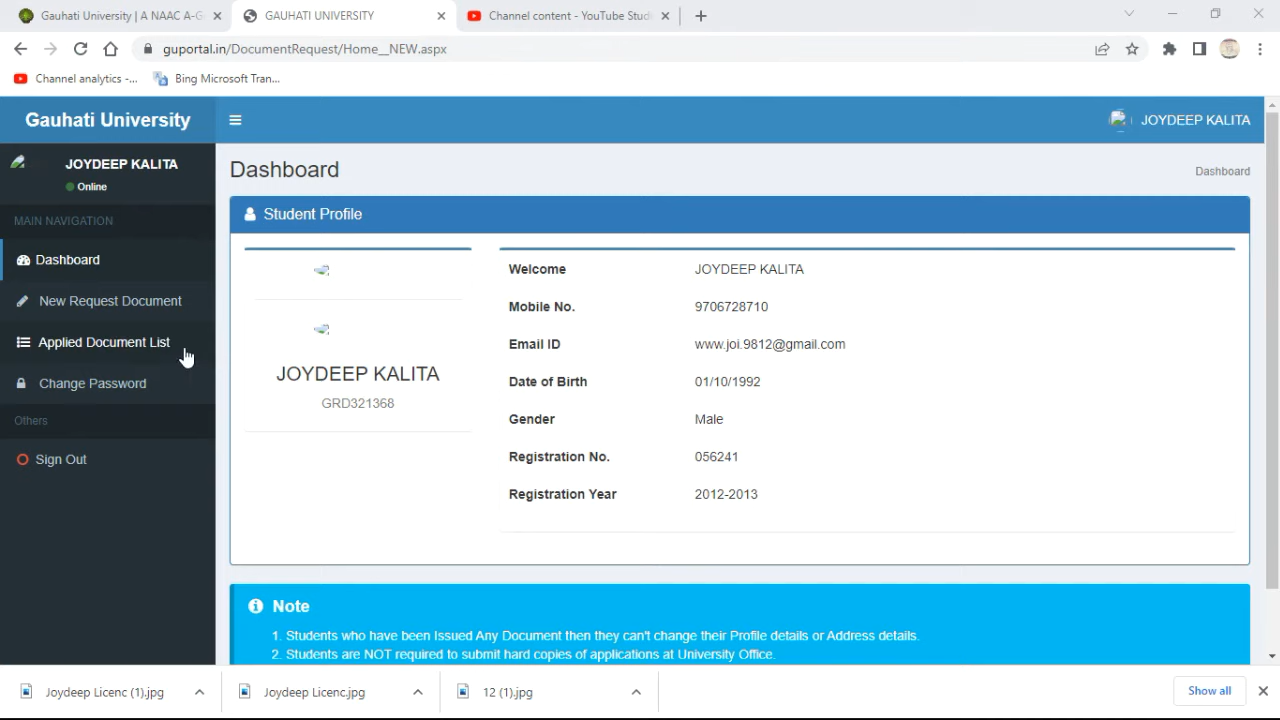 Gauhati University | A NAAC A-G
GAUHATI UNIVERSITY
Channel content - YouTube Studi
guportal.in/DocumentRequest/Home__NEW.aspx
Channel analytics -...
Bing Microsoft Tran...
Gauhati University
JOYDEEP KALITA
JOYDEEP KALITA
Online
MAIN NAVIGATION
Dashboard
New Request Document
Applied Document List
Change Password
Others
Sign Out
Dashboard
Dashboard
Student Profile
JOYDEEP KALITA
GRD321368
Welcome JOYDEEP KALITA
Mobile No. 9706728710
Email ID www.joi.9812@gmail.com
Date of Birth 01/10/1992
Gender Male
Registration No. 056241
Registration Year 2012-2013
Note
1. Students who have been Issued Any Document then they can't change their Profile details or Address details.
2. Students are NOT required to submit hard copies of applications at University Office.
Joydeep Licenc (1).jpg
Joydeep Licenc.jpg
12 (1).jpg
Show all